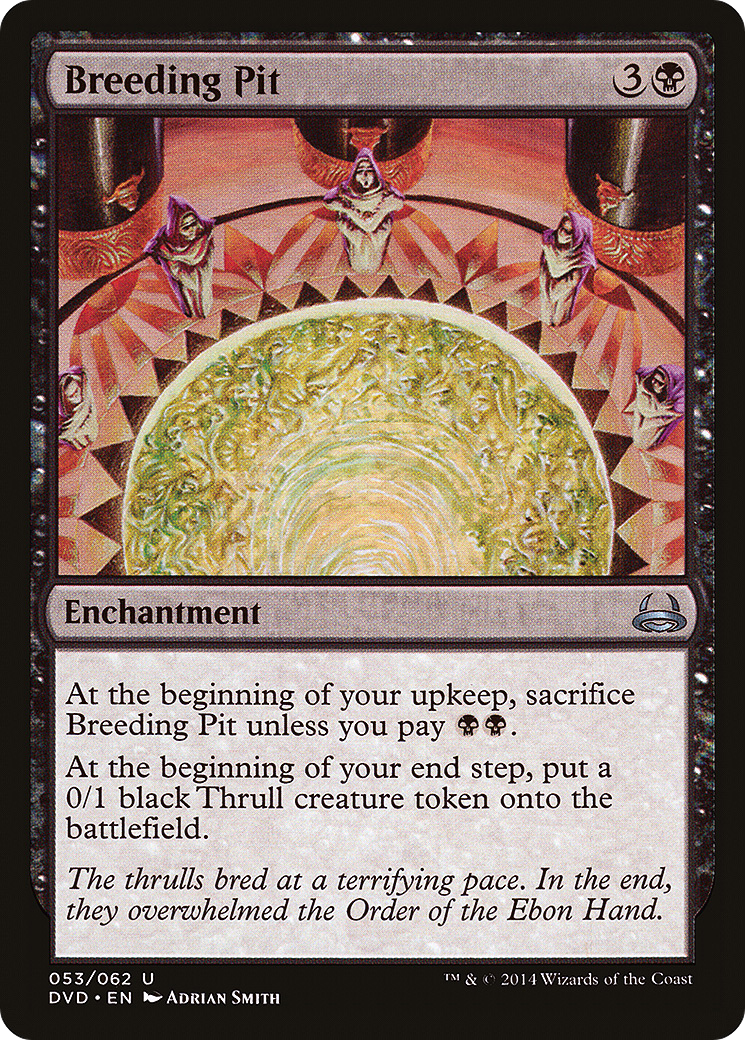 Breeding Pit 3
Enchantment
At the beginning of your upkeep, sacrifice
Breeding Pit unless you pay .
At the beginning of your end step, put a
0/1 black Thrull creature token onto the
battlefield.
The thrulls bred at a terrifying pace. In the end,
they overwhelmed the Order of the Ebon Hand.
053/062 U
™ & © 2014 Wizards of the Coast
DVD • EN Adrian Smith